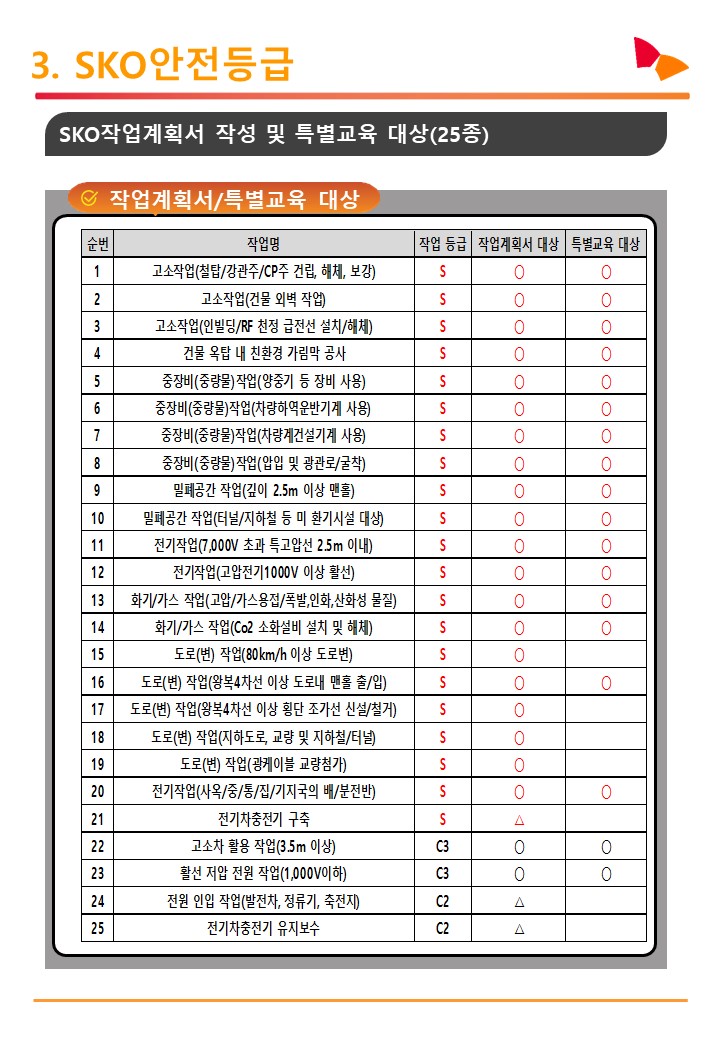 3. SKO안전등급
SKO작업계획서 작성 및 특별교육 대상(25종)
작업계획서/특별교육 대상
순번 작업명 작업 등급 작업계획서 대상 특별교육 대상
1 고소작업(철탑/강관주/CP주 건립, 해체, 보강) S ○ ○
2 고소작업(건물 외벽 작업) S ○ ○
3 고소작업(인빌딩/RF 천정 급전선 설치/해체) S ○ ○
4 건물 옥탑 내 친환경 가림막 공사 S ○ ○
5 중장비(중량물)작업(양중기 등 장비 사용) S ○ ○
6 중장비(중량물)작업(차량하역운반기계 사용) S ○ ○
7 중장비(중량물)작업(차량계건설기계 사용) S ○ ○
8 중장비(중량물)작업(압입 및 광관로/굴착) S ○ ○
9 밀폐공간 작업(깊이 2.5m 이상 맨홀) S ○ ○
10 밀폐공간 작업(터널/지하철 등 미 환기시설 대상) S ○ ○
11 전기작업(7,000V 초과 특고압선 2.5m 이내) S ○ ○
12 전기작업(고압전기1000V 이상 활선) S ○ ○
13 화기/가스 작업(고압/가스용접/폭발,인화,산화성 물질) S ○ ○
14 화기/가스 작업(Co2 소화설비 설치 및 해체) S ○ ○
15 도로(변) 작업(80km/h 이상 도로변) S ○
16 도로(변) 작업(왕복4차선 이상 도로내 맨홀 출/입) S ○ ○
17 도로(변) 작업(왕복4차선 이상 횡단 조가선 신설/철거) S ○
18 도로(변) 작업(지하도로, 교량 및 지하철/터널) S ○
19 도로(변) 작업(광케이블 교량첨가) S ○
20 전기작업(사옥/중/통/집/기지국의 배/분전반) S ○ ○
21 전기차충전기 구축 S △
22 고소차 활용 작업(3.5m 이상) C3 ○ ○
23 활선 저압 전원 작업(1,000V이하) C3 ○ ○
24 전원 인입 작업(발전차, 정류기, 축전지) C2 △
25 전기차충전기 유지보수 C2 △